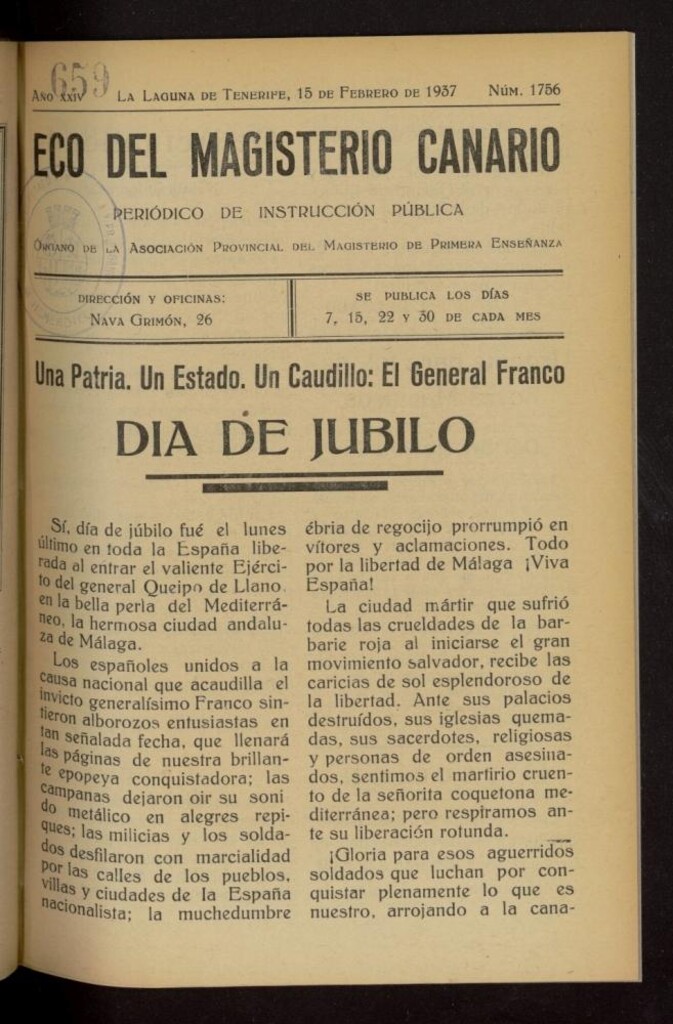 659
AÑO XXIV LA LAGUNA DE TENERIFE, 15 DE FEBRERO DE 1937 NÚM. 1756
ECO DEL MAGISTERIO CANARIO
PERIÓDICO DE INSTRUCCIÓN PÚBLICA
ÓRGANO DE LA ASOCIACIÓN PROVINCIAL DEL MAGISTERIO DE PRIMERA ENSEÑANZA
DIRECCIÓN Y OFICINAS:
NAVA GRIMÓN, 26
SE PUBLICA LOS DÍAS
7, 15, 22 Y 30 DE CADA MES
Una Patria. Un Estado. Un Caudillo: El General Franco
DIA DE JUBILO
Sí, día de júbilo fué el lunes
último en toda la España libe-
rada al entrar el valiente Ejérci-
to del general Queipo de Llano,
en la bella perla del Mediterrá-
neo, la hermosa ciudad andalu-
za de Málaga.
Los españoles unidos a la
causa nacional que acaudilla el
invicto generalísimo Franco sin-
tieron alborozos entusiastas en
tan señalada fecha, que llenará
las páginas de nuestra brillan-
te epopeya conquistadora; las
campanas dejaron oir su soni
do metálico en alegres repi-
ques; las milicias y los solda-
dos desfilaron con marcialidad
por las calles de los pueblos,
villas y ciudades de la España
nacionalista; la muchedumbre
ébria de regocijo prorrumpió en
vítores y aclamaciones. Todo
por la libertad de Málaga ¡Viva
España!
La ciudad mártir que sufrió
todas las crueldades de la bar-
barie roja al iniciarse el gran
movimiento salvador, recibe las
caricias de sol esplendoroso de
la libertad. Ante sus palacios
destruídos, sus iglesias quema-
das, sus sacerdotes, religiosas
y personas de orden asesina-
dos, sentimos el martirio cruen-
to de la señorita coquetona me-
diterránea; pero respiramos an-
te su liberación rotunda.
¡Gloria para esos aguerridos
soldados que luchan por con-
quistar plenamente lo que es
nuestro, arrojando a la cana-